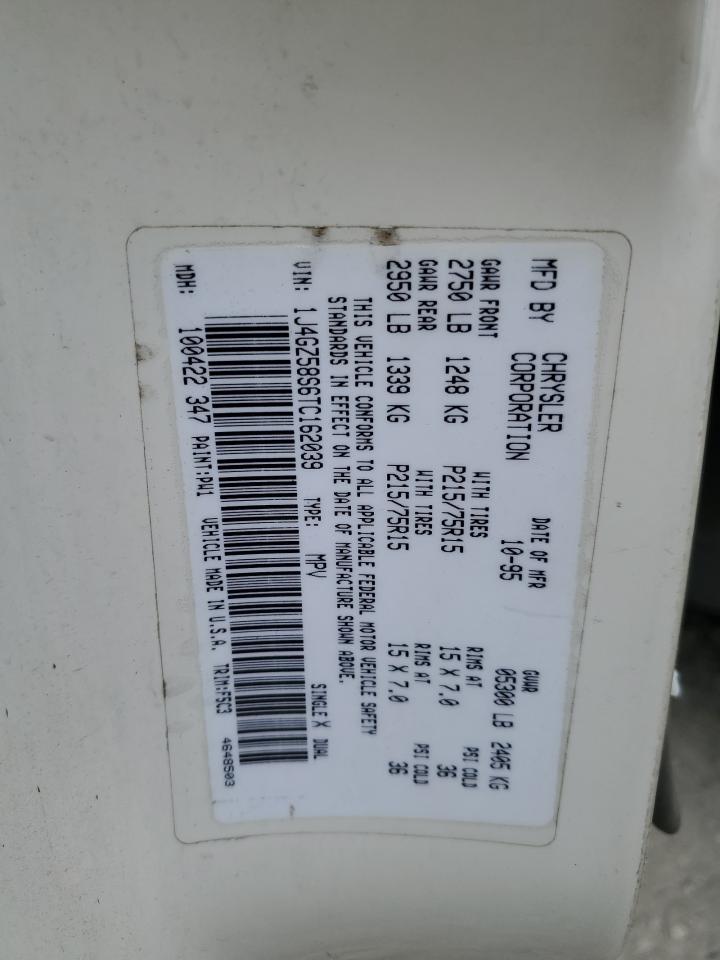 MFD BY CHRYSLER CORPORATION
DATE OF MFR 10-95
GVWR 05300 LB 2405 KG
GAWR FRONT WITH TIRES RIMS AT PSI COLD
2750 LB 1248 KG P215/75R15 15 X 7.0 36
GAWR REAR WITH TIRES RIMS AT PSI COLD
2950 LB 1339 KG P215/75R15 15 X 7.0 36
THIS VEHICLE CONFORMS TO ALL APPLICABLE FEDERAL MOTOR VEHICLE SAFETY
STANDARDS IN EFFECT ON THE DATE OF MANUFACTURE SHOWN ABOVE.
VIN: 1J4GZ58S6TC162039 TYPE: MPV SINGLE X DUAL
MDH: 100422 347 PAINT:PW1 VEHICLE MADE IN U.S.A. TRIM:F5C3 4648503